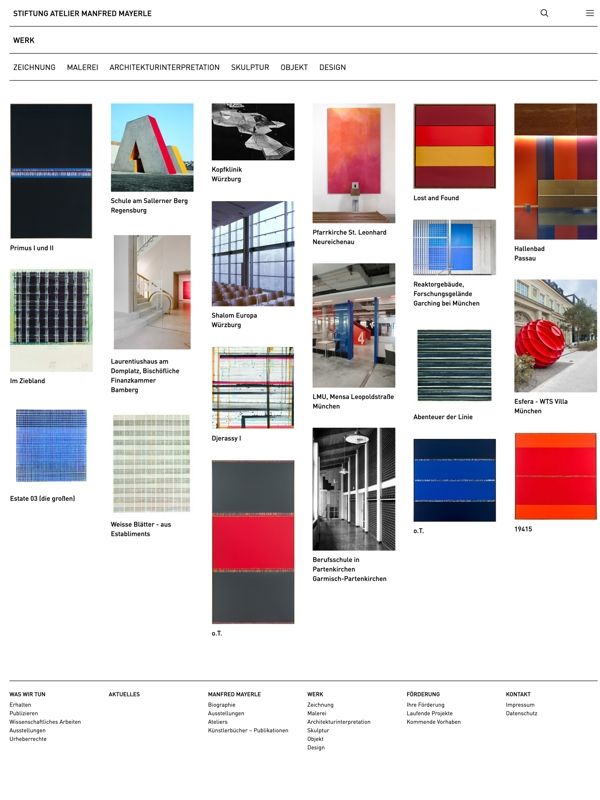 STIFTUNG ATELIER MANFRED MAYERLE
WERK
ZEICHNUNG MALEREI ARCHITEKTURINTERPRETATION SKULPTUR OBJEKT DESIGN
Primus I und II
Im Ziebland
Estate 03 (die großen)
Schule am Sallerner Berg
Regensburg
Laurentiushaus am
Domplatz, Bischöfliche
Finanzkammer
Bamberg
Weisse Blätter - aus
Establiments
Kopfklinik
Würzburg
Shalom Europa
Würzburg
Djerassy I
o.T.
Pfarrkirche St. Leonhard
Neureichenau
4
LMU, Mensa Leopoldstraße
München
Berufsschule in
Partenkirchen
Garmisch-Partenkirchen
Lost and Found
Reaktorgebäude,
Forschungsgelände
Garching bei München
Abenteuer der Linie
o.T.
Hallenbad
Passau
Esfera - WTS Villa
München
19415
WAS WIR TUN
Erhalten
Publizieren
Wissenschaftliches Arbeiten
Ausstellungen
Urheberrechte
AKTUELLES
MANFRED MAYERLE
Biographie
Ausstellungen
Ateliers
Künstlerbücher – Publikationen
WERK
Zeichnung
Malerei
Architekturinterpretation
Skulptur
Objekt
Design
FÖRDERUNG
Ihre Förderung
Laufende Projekte
Kommende Vorhaben
KONTAKT
Impressum
Datenschutz